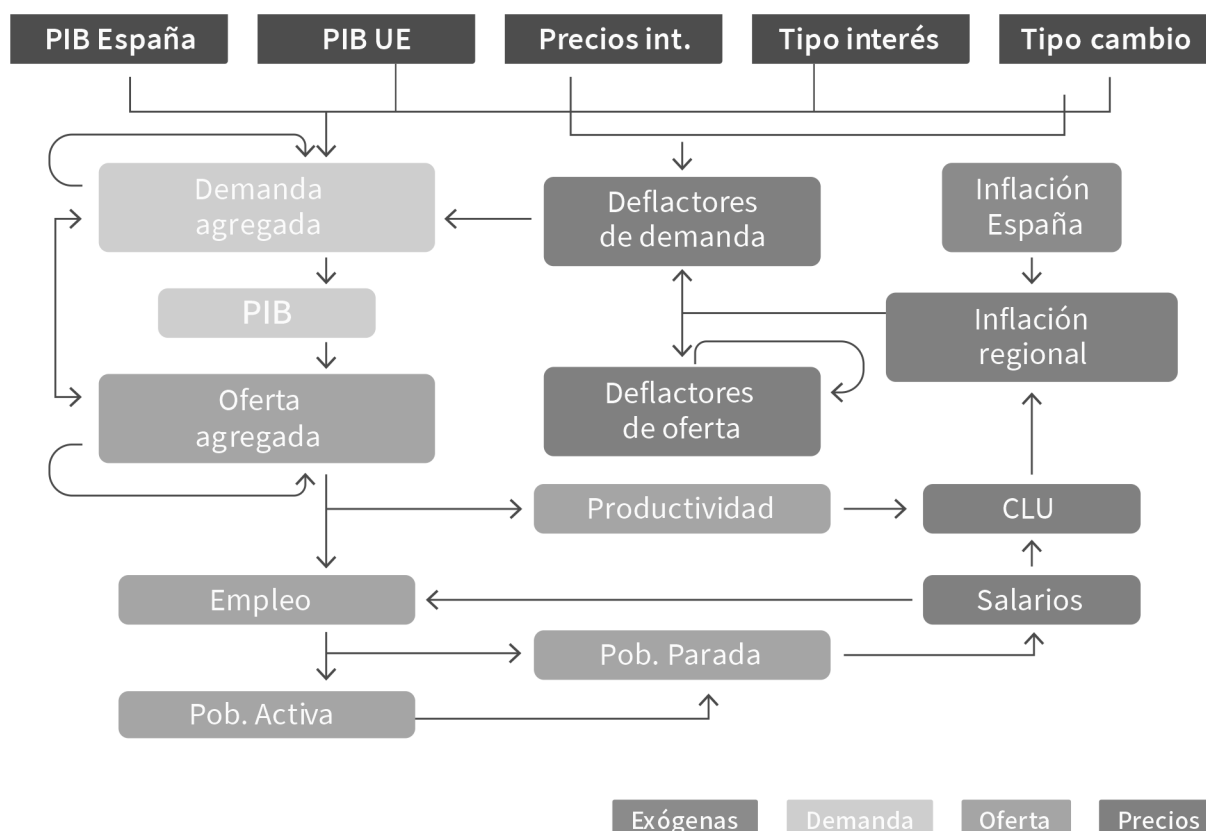 PIB España
PIB UE
Precios int.
Tipo interés
Tipo cambio
Demanda
agregada
Deflactores
de demanda
Inflación
España
PIB
Inflación
regional
Oferta
agregada
Deflactores
de oferta
Productividad
CLU
Empleo
Salarios
Pob. Parada
Pob. Activa
Exógenas
Demanda
Oferta
Precios